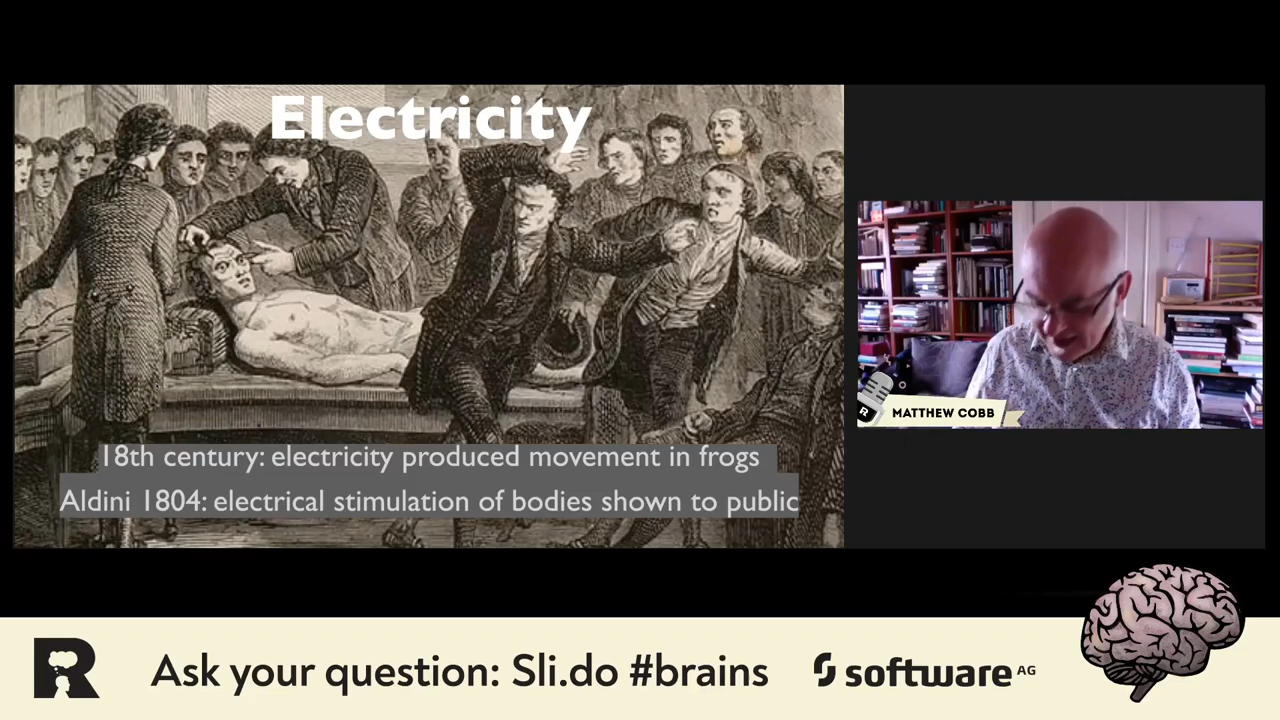 Electricity
18th century: electricity produced movement in frogs
Aldini 1804: electrical stimulation of bodies shown to public
R
MATTHEW COBB
R
Ask your question: Sli.do #brains
software AG